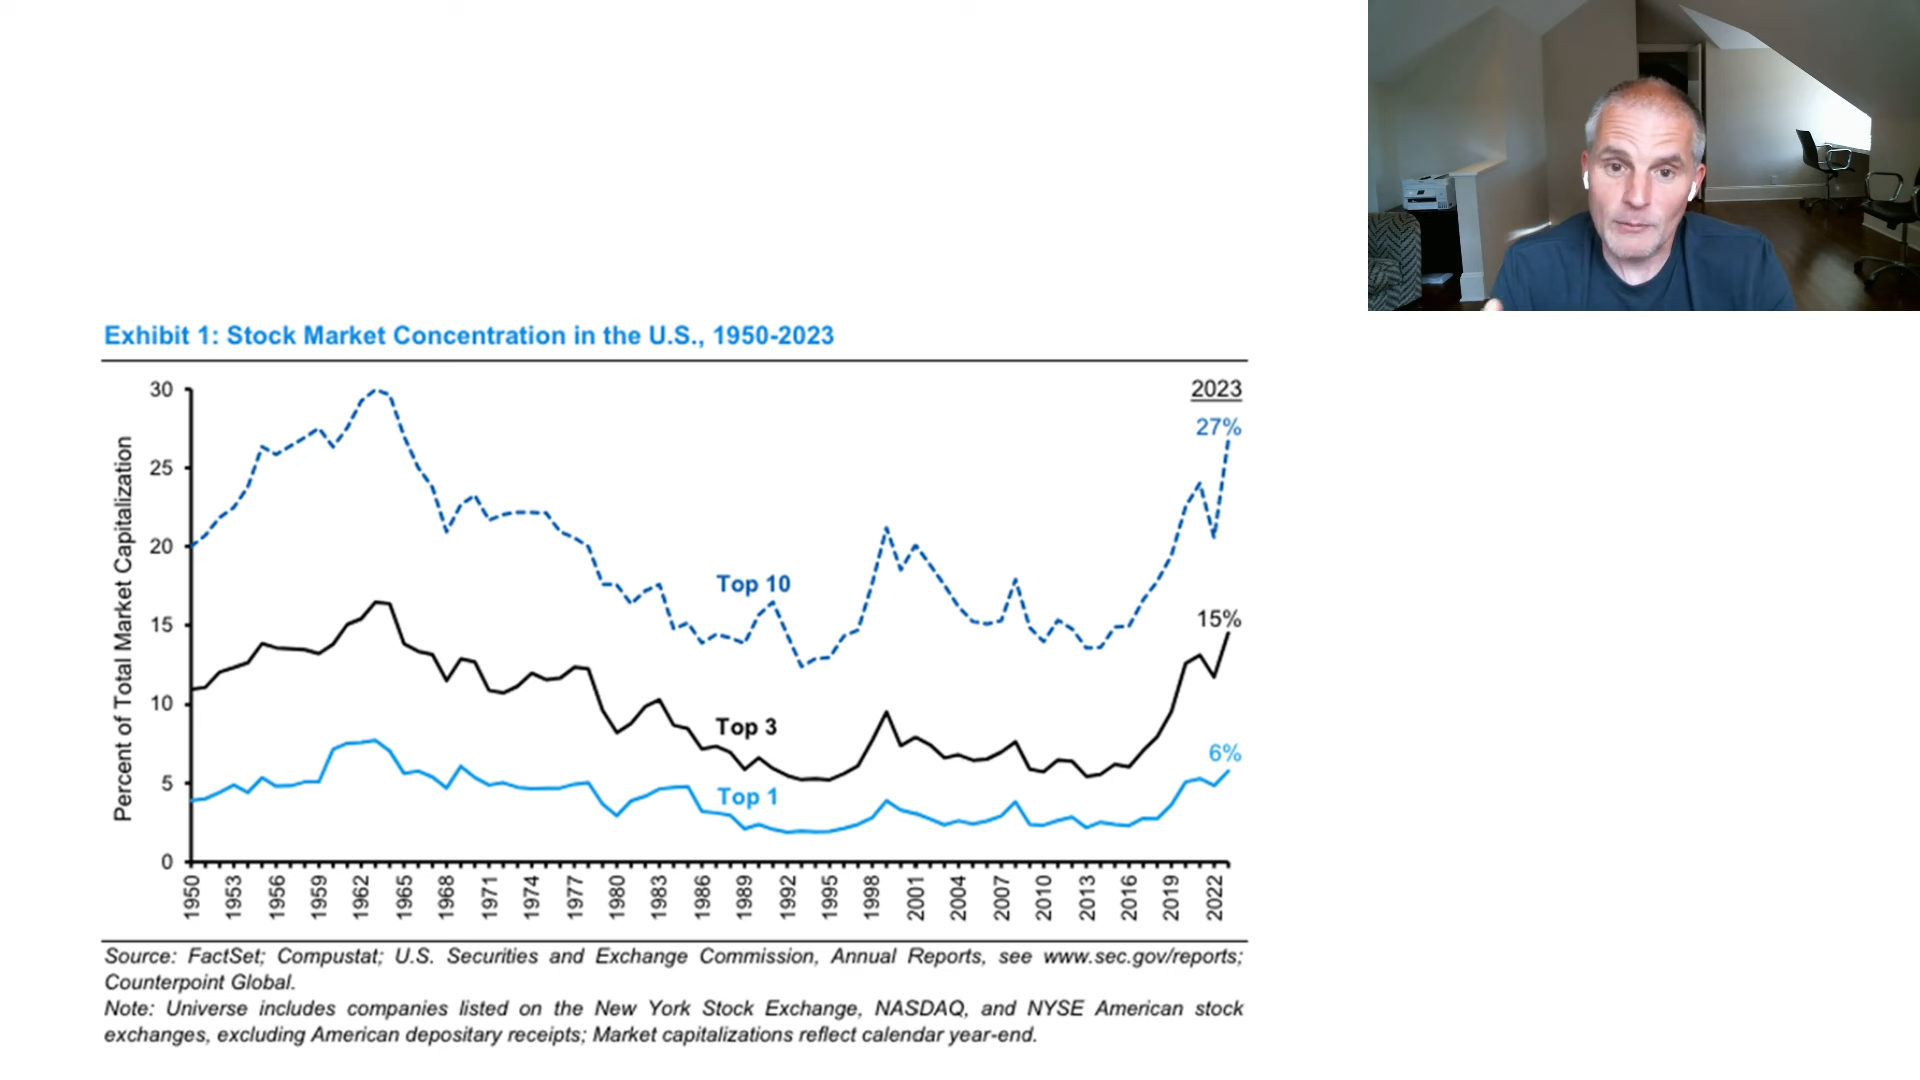 Exhibit 1: Stock Market Concentration in the U.S., 1950-2023
Percent of Total Market Capitalization
30
25
20
15
10
5
0
2023
27%
15%
6%
Top 10
Top 3
Top 1
1950 1953 1956 1959 1962 1965 1968 1971 1974 1977 1980 1983 1986 1989 1992 1995 1998 2001 2004 2007 2010 2013 2016 2019 2022
Source: FactSet; Compustat; U.S. Securities and Exchange Commission, Annual Reports, see www.sec.gov/reports;
Counterpoint Global.
Note: Universe includes companies listed on the New York Stock Exchange, NASDAQ, and NYSE American stock
exchanges, excluding American depositary receipts; Market capitalizations reflect calendar year-end.